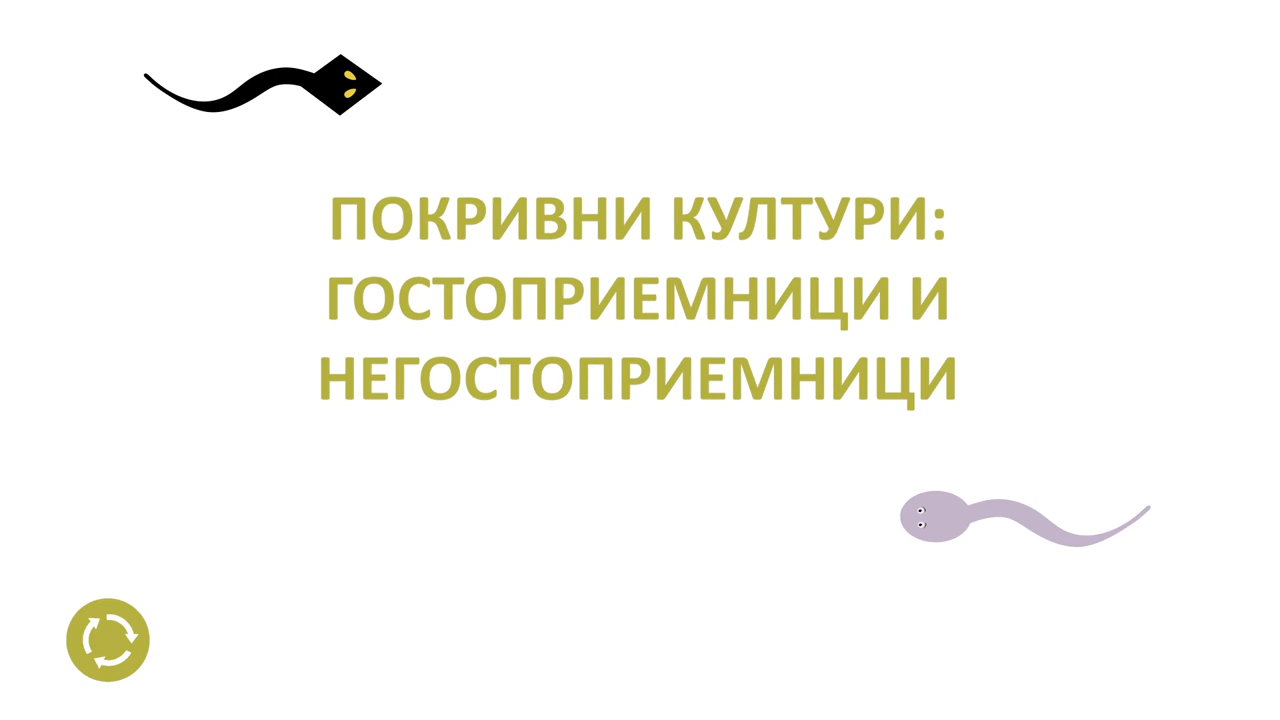 ПОКРИВНИ КУЛТУРИ:
ГОСТОПРИЕМНИЦИ И
НЕГОСТОПРИЕМНИЦИ